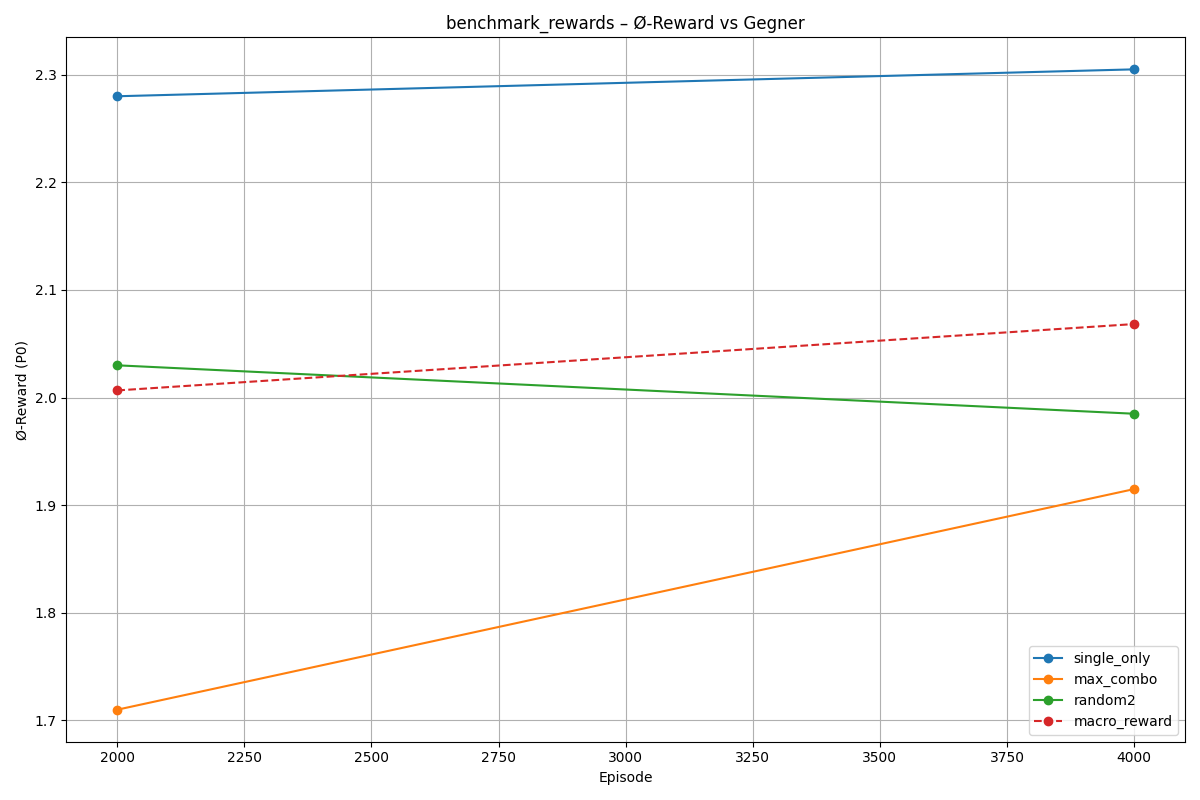 benchmark_rewards – Ø-Reward vs Gegner
Ø-Reward (P0)
2.3
2.2
2.1
2.0
1.9
1.8
1.7
2000
2250
2500
2750
3000
3250
3500
3750
4000
Episode
single_only
max_combo
random2
macro_reward